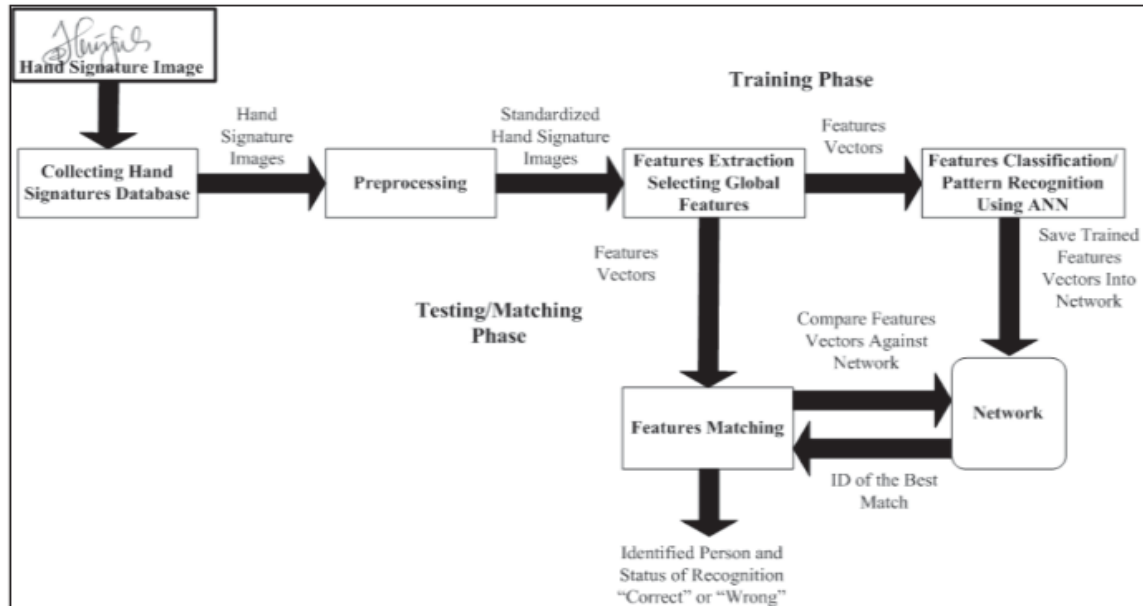 Hand Signature Image
Training Phase
Hand
Signature
Images
Standardized
Hand Signature
Images
Features
Vectors
Collecting Hand
Signatures Database
Preprocessing
Features Extraction
Selecting Global
Features
Features Classification/
Pattern Recognition
Using ANN
Features
Vectors
Save Trained
Features
Vectors Into
Network
Testing/Matching
Phase
Compare Features
Vectors Against
Network
Features Matching
Network
ID of the Best
Match
Identified Person and
Status of Recognition
“Correct” or “Wrong”